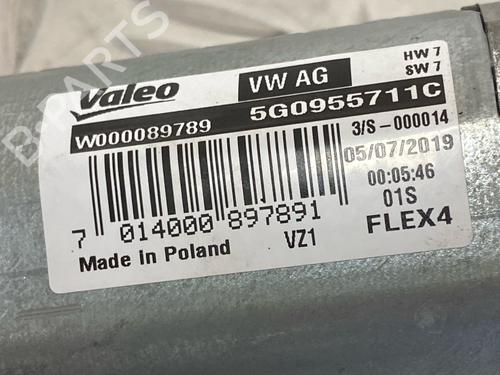 Valeo
VW AG
HW 7
SW 7
W000089789
5G0955711C
3/S-000014
05/07/2019
00:05:46
01S
FLEX4
7 014000 897891
Made in Poland
VZ1
B-PARTS